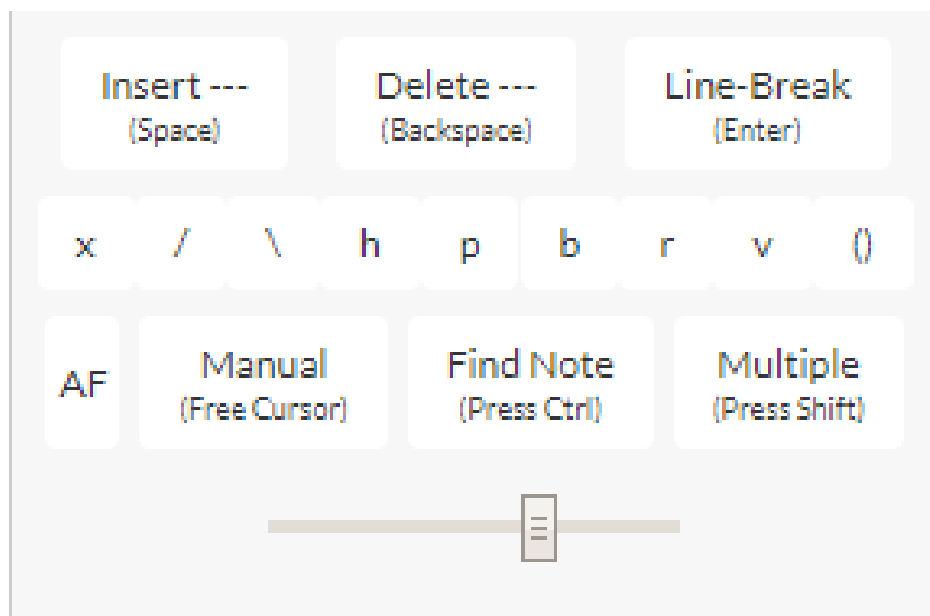 Insert --- Delete --- Line-Break
(Space) (Backspace) (Enter)
x / \ h p b r v ()
AF Manual Find Note Multiple
(Free Cursor) (Press Ctrl) (Press Shift)